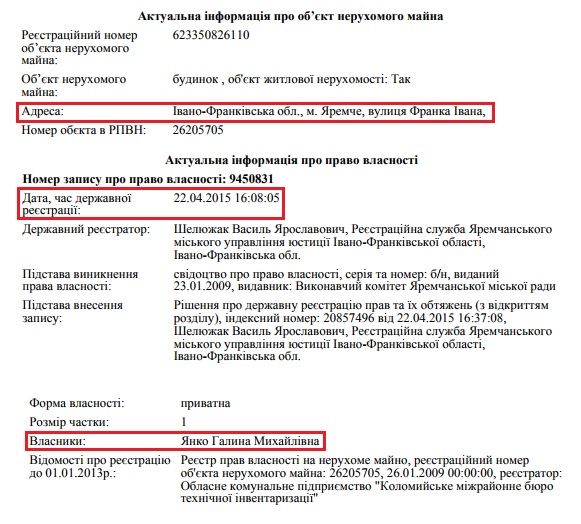 Актуальна інформація про об’єкт нерухомого майна
Реєстраційний номер 623350826110
об’єкта нерухомого
майна:
Об’єкт нерухомого будинок , об'єкт житлової нерухомості: Так
майна:
Адреса: Івано-Франківська обл., м. Яремче, вулиця Франка Івана,
Номер обєкта в РПВН: 26205705
Актуальна інформація про право власності
Номер запису про право власності: 9450831
Дата, час державної 22.04.2015 16:08:05
реєстрації:
Державний реєстратор: Шелюжак Василь Ярославович, Реєстраційна служба Яремчанського
міського управління юстиції Івано-Франківської області,
Івано-Франківська обл.
Підстава виникнення свідоцтво про право власності, серія та номер: б/н, виданий
права власності: 23.01.2009, видавник: Виконавчий комітет Яремчанської міської ради
Підстава внесення Рішення про державну реєстрацію прав та їх обтяжень (з відкриттям
запису: розділу), індексний номер: 20857496 від 22.04.2015 16:37:08,
Шелюжак Василь Ярославович, Реєстраційна служба Яремчанського
міського управління юстиції Івано-Франківської області,
Івано-Франківська обл.
Форма власності: приватна
Розмір частки: 1
Власники: Янко Галина Михайлівна
Відомості про реєстрацію Реєстр прав власності на нерухоме майно, реєстраційний номер
до 01.01.2013р.: об'єкта нерухомого майна: 26205705, 26.01.2009 00:00:00, реєстратор:
Обласне комунальне підприємство "Коломийське міжрайонне бюро
технічної інвентаризації"